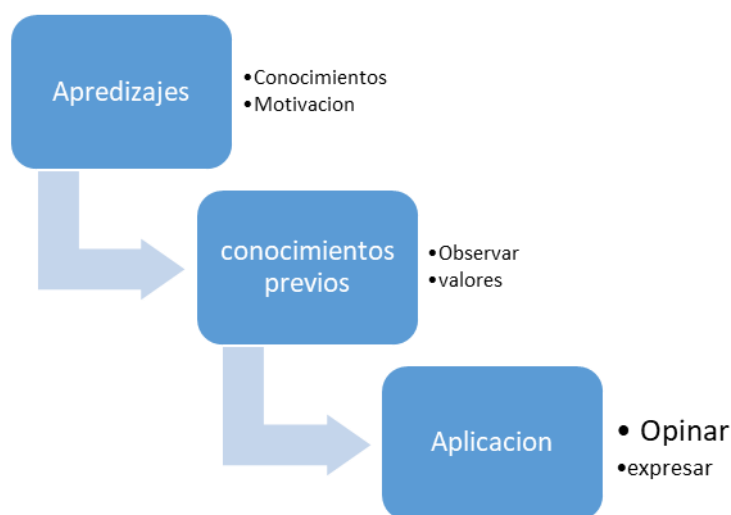 Apredizajes
•Conocimientos
•Motivacion
conocimientos
previos
•Observar
•valores
Aplicacion
• Opinar
•expresar